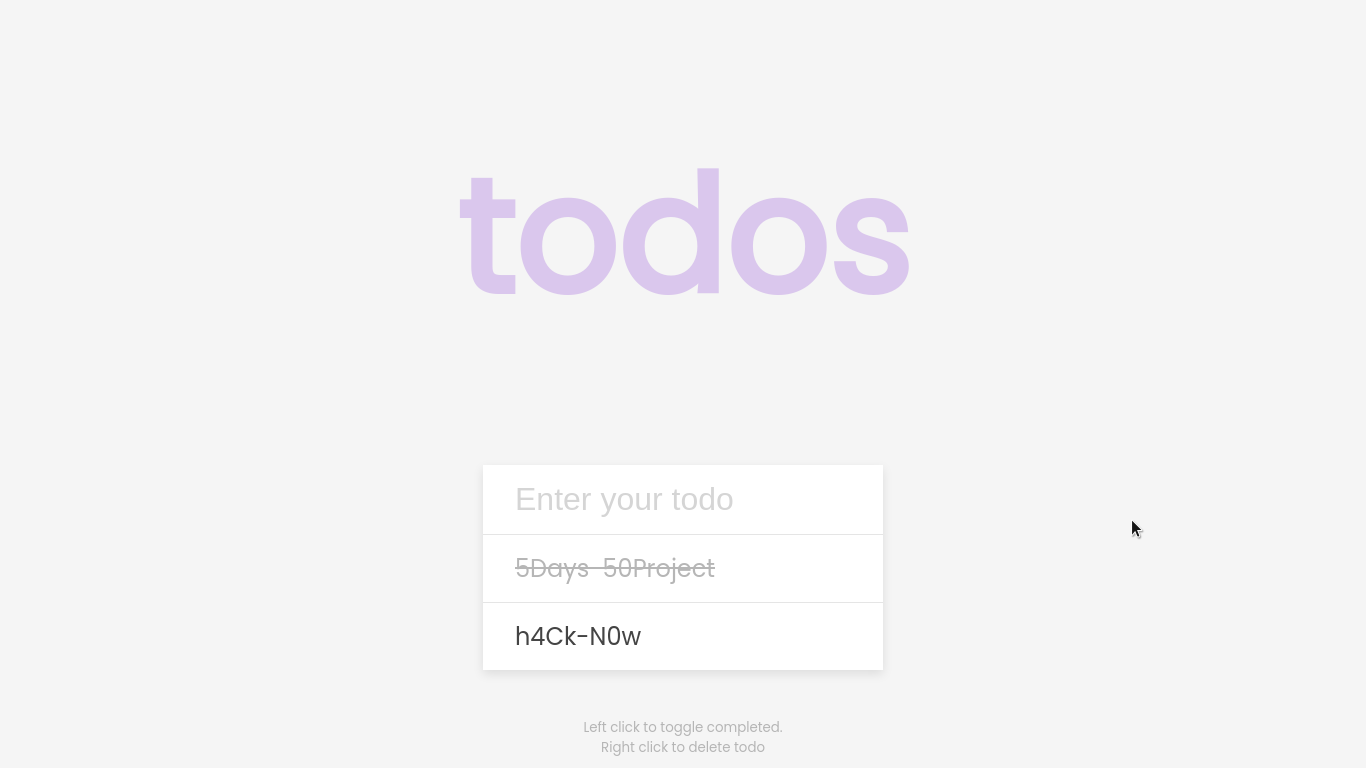 todos
Enter your todo
5Days-50Project
h4Ck-N0w
Left click to toggle completed.
Right click to delete todo